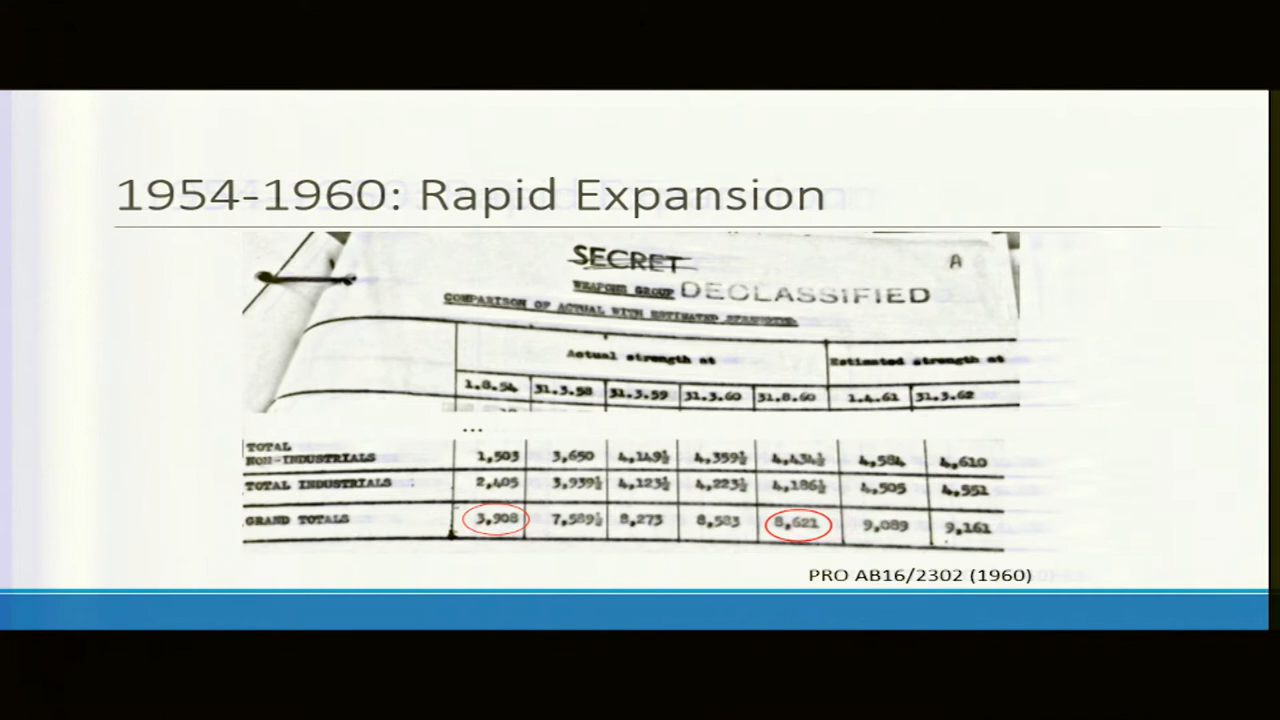 1954-1960: Rapid Expansion
SECRET
A
WEAPONS GROUP DECLASSIFIED
COMPARISON OF ACTUAL WITH ESTIMATED STRENGTHS
Actual strength at Estimated strength at
1.8.54 31.3.58 31.3.59 31.3.60 31.8.60 1.4.61 31.3.62
...
TOTAL
NON-INDUSTRIALS 1,503 3,650 4,149½ 4,359½ 4,434½ 4,584 4,610
TOTAL INDUSTRIALS 2,405 3,939½ 4,123½ 4,223½ 4,186½ 4,505 4,551
GRAND TOTALS 3,908 7,589½ 8,273 8,583 8,621 9,089 9,161
PRO AB16/2302 (1960)